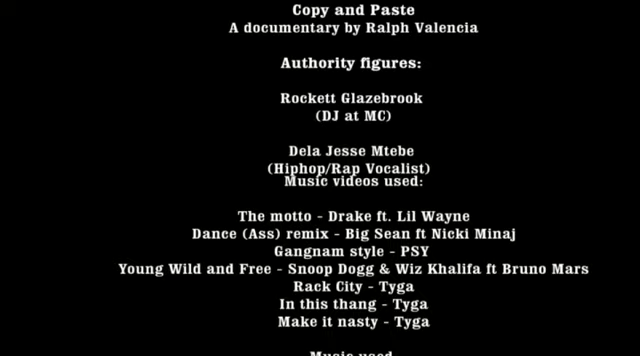 Copy and Paste
A documentary by Ralph Valencia
Authority figures:
Rockett Glazebrook
(DJ at MC)
Dela Jesse Mtebe
(Hiphop/Rap Vocalist)
Music videos used:
The motto - Drake ft. Lil Wayne
Dance (Ass) remix - Big Sean ft Nicki Minaj
Gangnam style - PSY
Young Wild and Free - Snoop Dogg & Wiz Khalifa ft Bruno Mars
Rack City - Tyga
In this thang - Tyga
Make it nasty - Tyga
Music used